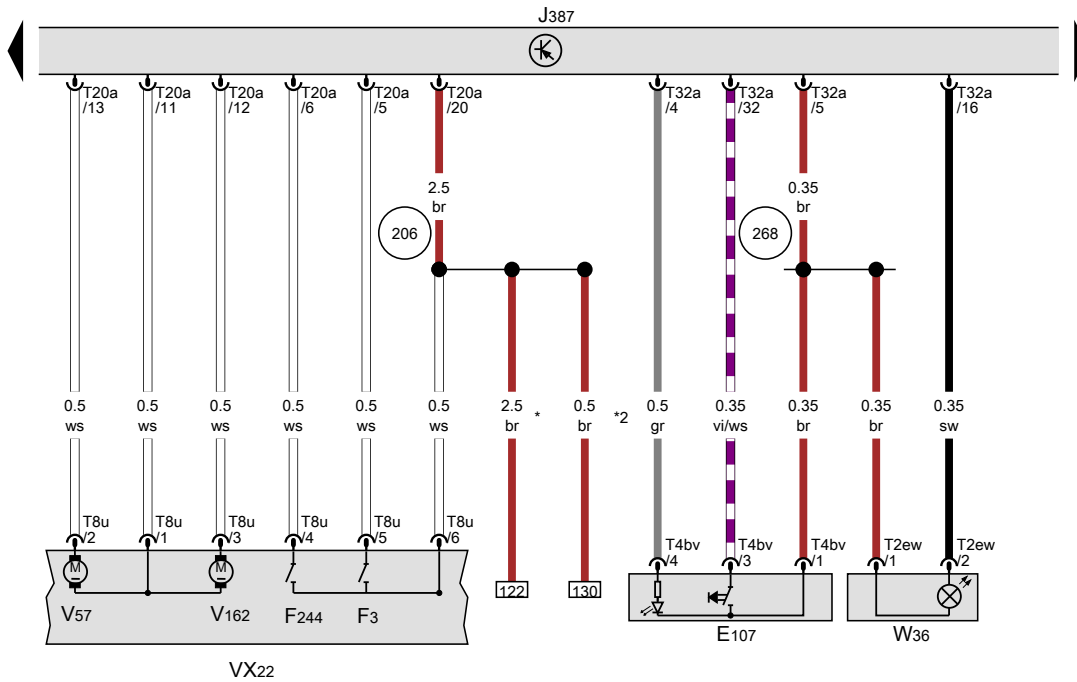 J387
T20a T20a T20a T20a T20a T20a T32a T32a T32a T32a
/13 /11 /12 /6 /5 /20 /4 /32 /5 /16
2.5 0.35
br br
206 268
0.5 0.5 0.5 0.5 0.5 0.5 2.5 * 0.5 *2 0.5 0.35 0.35 0.35 0.35
ws ws ws ws ws ws br br gr vi/ws br br sw
T8u T8u T8u T8u T8u T8u T4bv T4bv T4bv T2ew T2ew
/2 /1 /3 /4 /5 /6 /4 /3 /1 /1 /2
M M
122 130
V57 V162 F244 F3
E107 W36
VX22